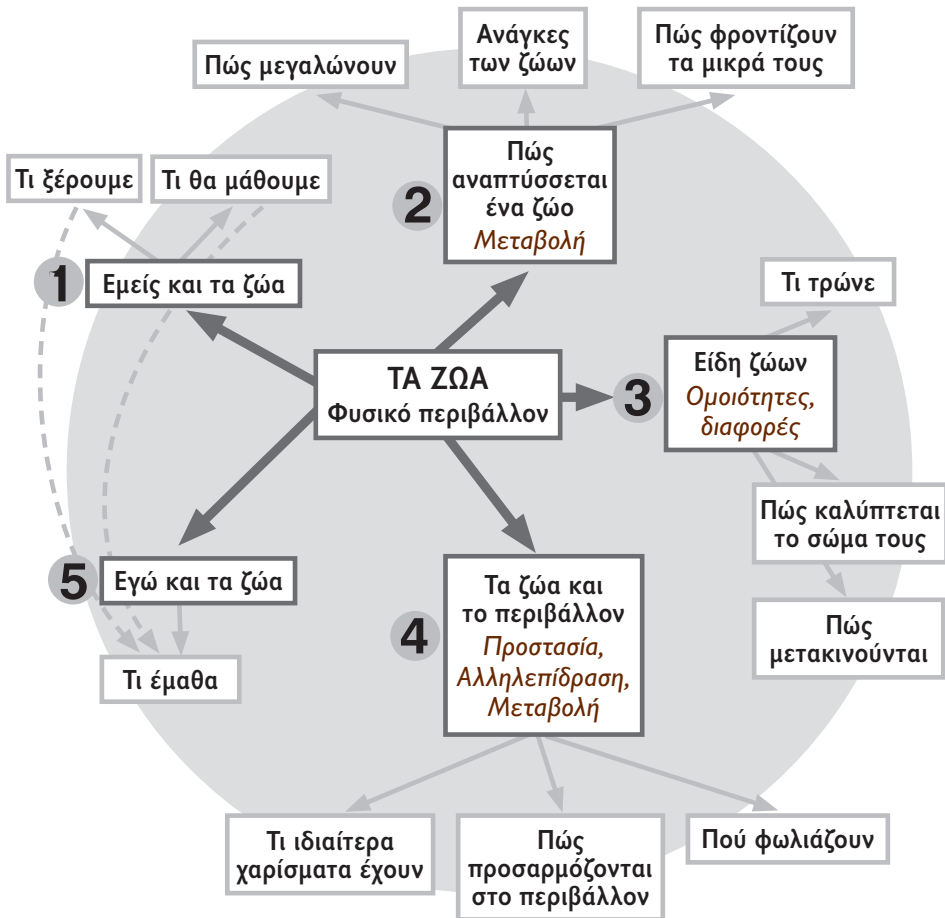 Πώς μεγαλώνουν
Ανάγκες
των ζώων
Πώς φροντίζουν
τα μικρά τους
Τι ξέρουμε
Τι θα μάθουμε
2
Πώς
αναπτύσσεται
ένα ζώο
Μεταβολή
1
Εμείς και τα ζώα
Τι τρώνε
ΤΑ ΖΩΑ
Φυσικό περιβάλλον
3
Είδη ζώων
Ομοιότητες,
διαφορές
Πώς καλύπτεται
το σώμα τους
Πώς
μετακινούνται
5
Εγώ και τα ζώα
Τι έμαθα
4
Τα ζώα και
το περιβάλλον
Προστασία,
Αλληλεπίδραση,
Μεταβολή
Τι ιδιαίτερα
χαρίσματα έχουν
Πώς
προσαρμόζονται
στο περιβάλλον
Πού φωλιάζουν